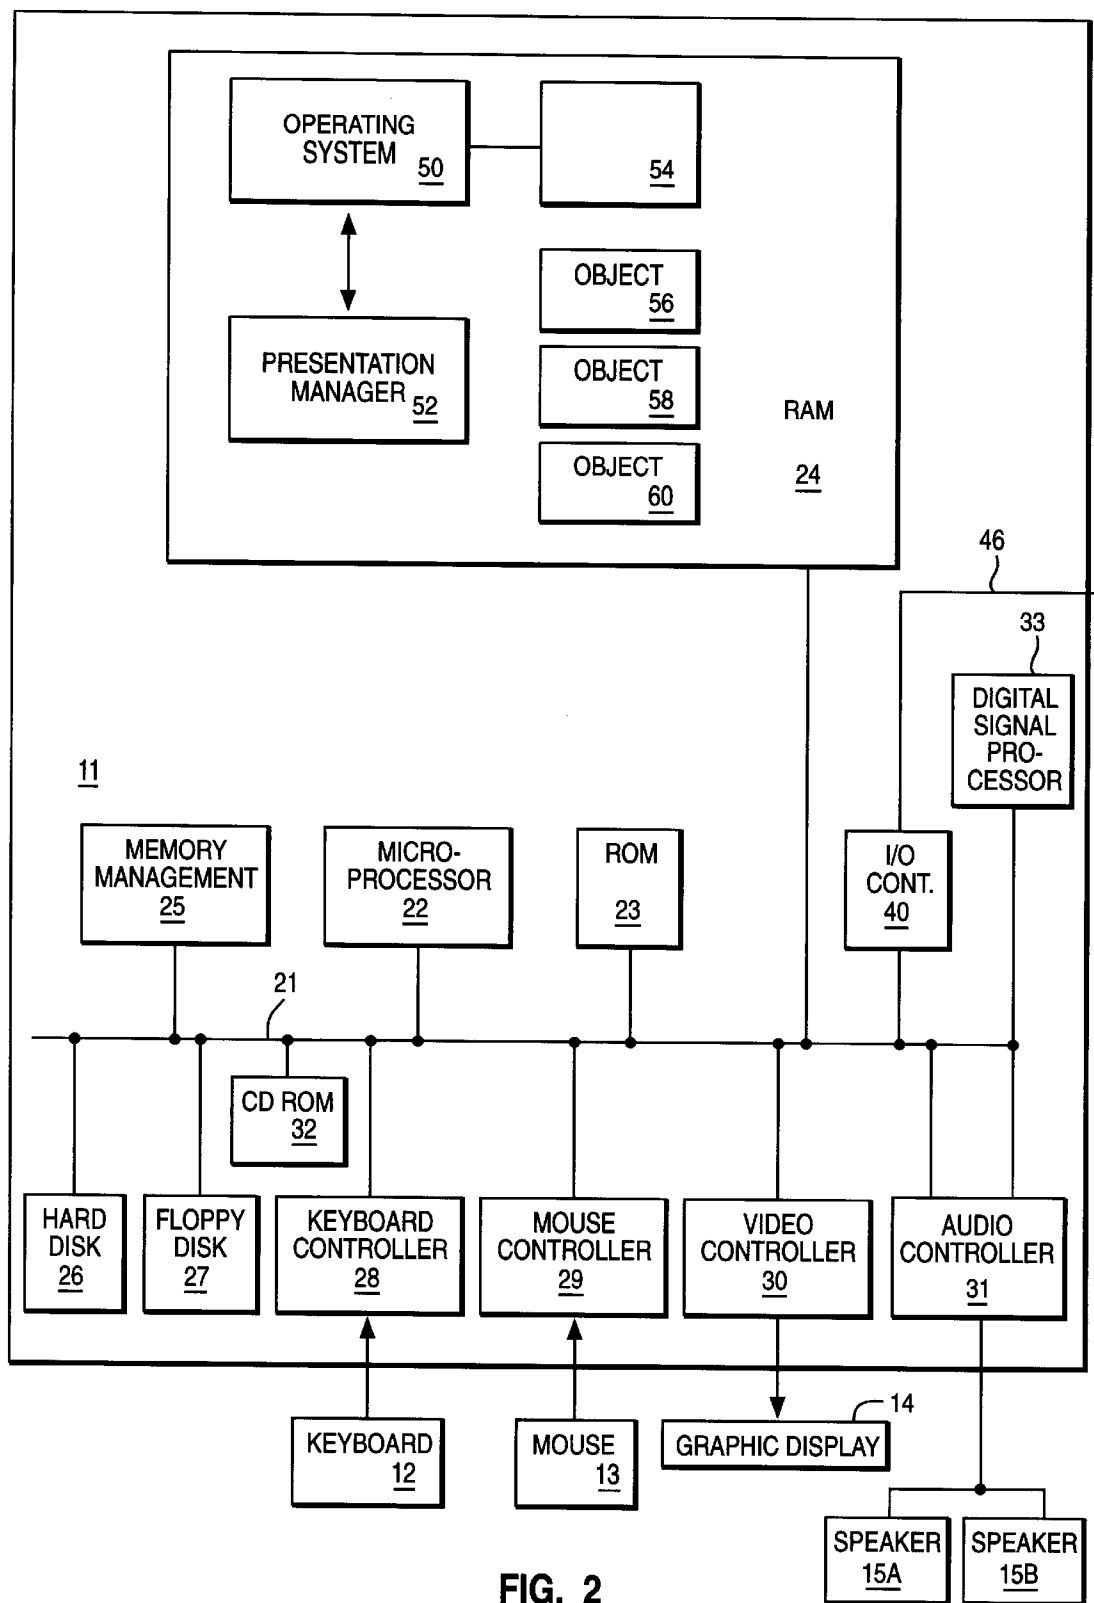 OPERATING
SYSTEM
50
54
OBJECT
56
PRESENTATION
MANAGER
52
OBJECT
58
OBJECT
60
RAM
24
46
33
DIGITAL
SIGNAL
PRO-
CESSOR
11
MEMORY
MANAGEMENT
25
MICRO-
PROCESSOR
22
ROM
23
I/O
CONT.
40
21
CD ROM
32
HARD
DISK
26
FLOPPY
DISK
27
KEYBOARD
CONTROLLER
28
MOUSE
CONTROLLER
29
VIDEO
CONTROLLER
30
AUDIO
CONTROLLER
31
KEYBOARD
12
MOUSE
13
14
GRAPHIC DISPLAY
SPEAKER
15A
SPEAKER
15B
FIG. 2